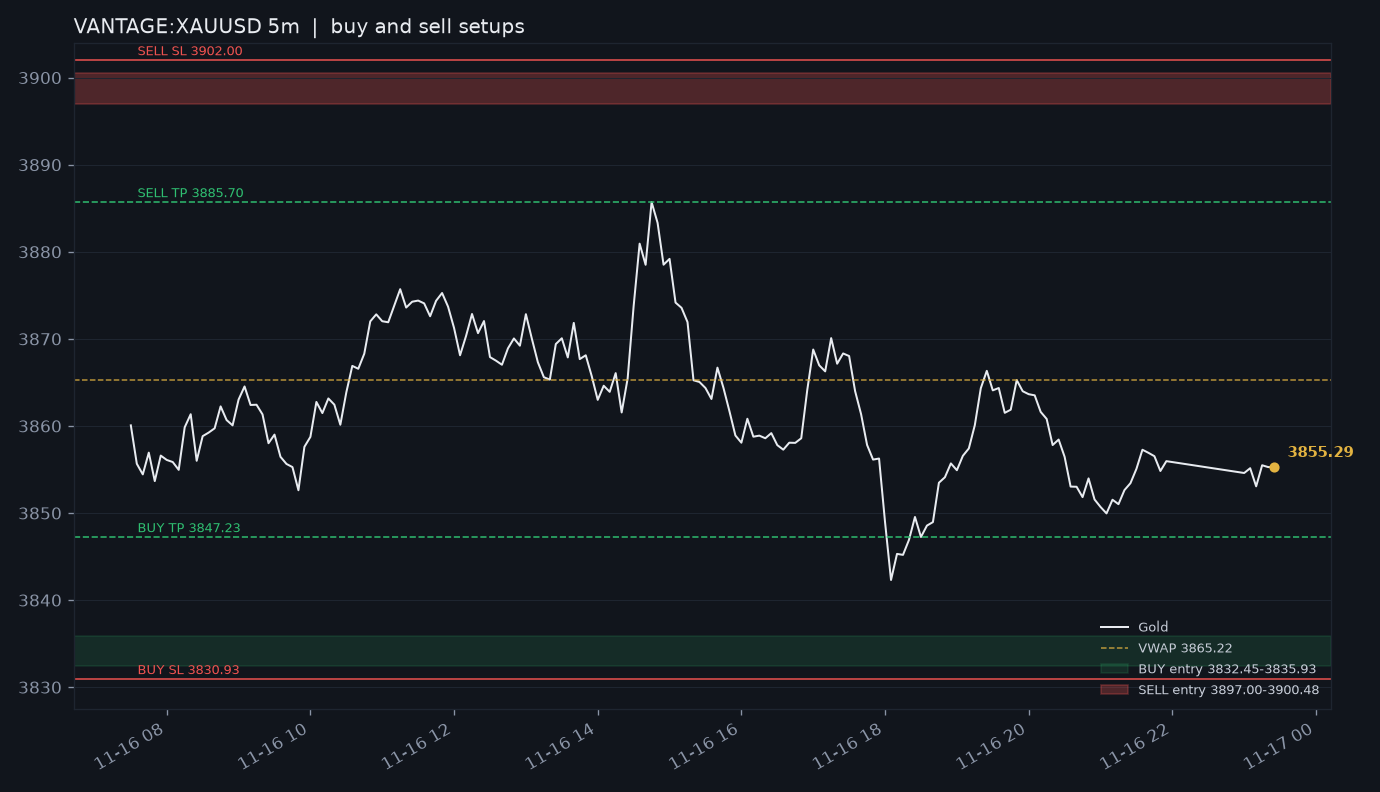 VANTAGE:XAUUSD 5m | buy and sell setups
SELL SL 3902.00
3900
3890
SELL TP 3885.70
3880
3870
3860
3855.29
3850
BUY TP 3847.23
3840
Gold
VWAP 3865.22
BUY entry 3832.45-3835.93
SELL entry 3897.00-3900.48
BUY SL 3830.93
3830
11-16 08
11-16 10
11-16 12
11-16 14
11-16 16
11-16 18
11-16 20
11-16 22
11-17 00